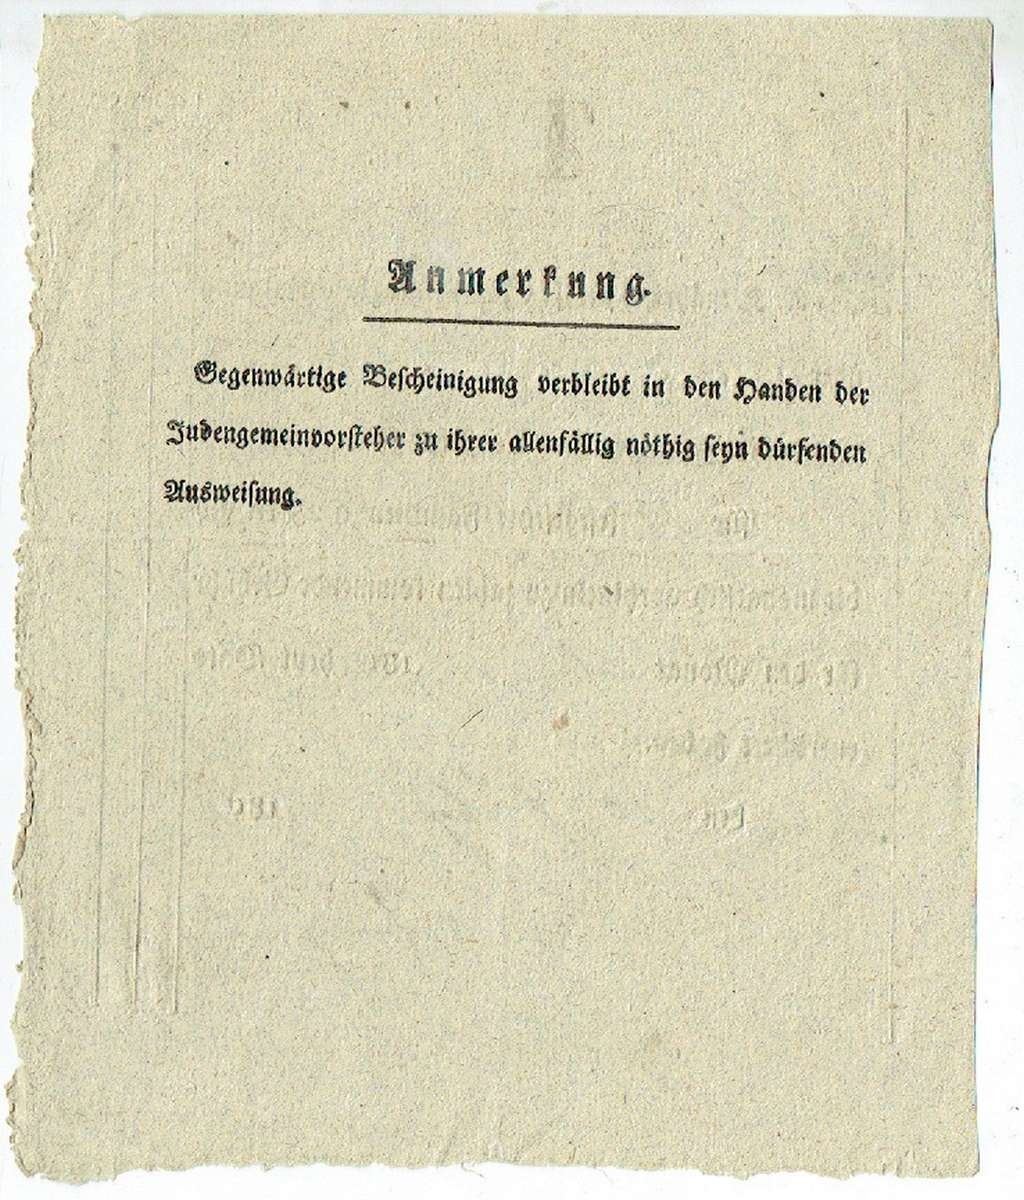 Anmerkung.
Gegenwärtige Bescheinigung verbleibt in den Handen der
Judengemeinvorsteher zu ihrer allenfällig nöthig seyn dürfenden
Ausweisung.